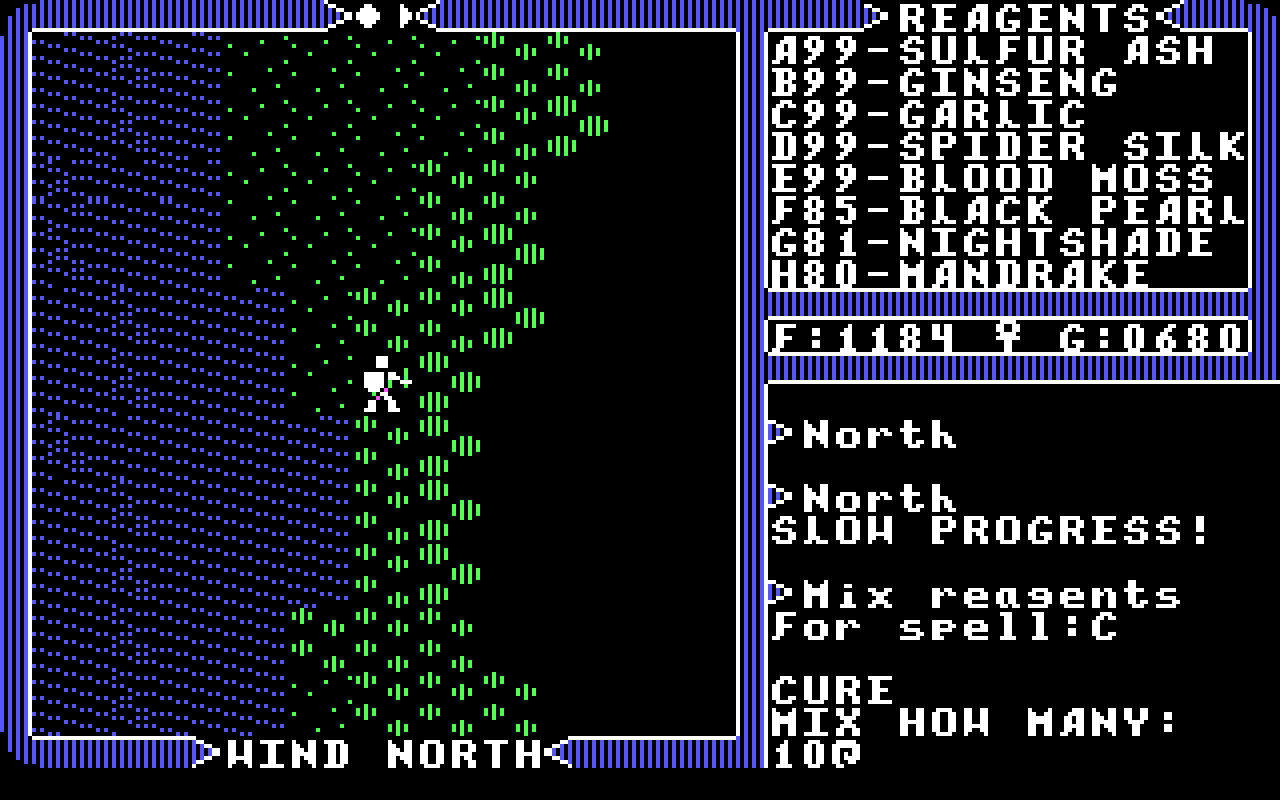 REAGENTS
A99-SULFUR ASH
B99-GINSENG
C99-GARLIC
D99-SPIDER SILK
E99-BLOOD MOSS
F85-BLACK PEARL
G81-NIGHTSHADE
H80-MANDRAKE
F:1184 G:0680
North
North
SLOW PROGRESS!
Mix reagents
For spell:C
CURE
MIX HOW MANY:
10
WIND NORTH